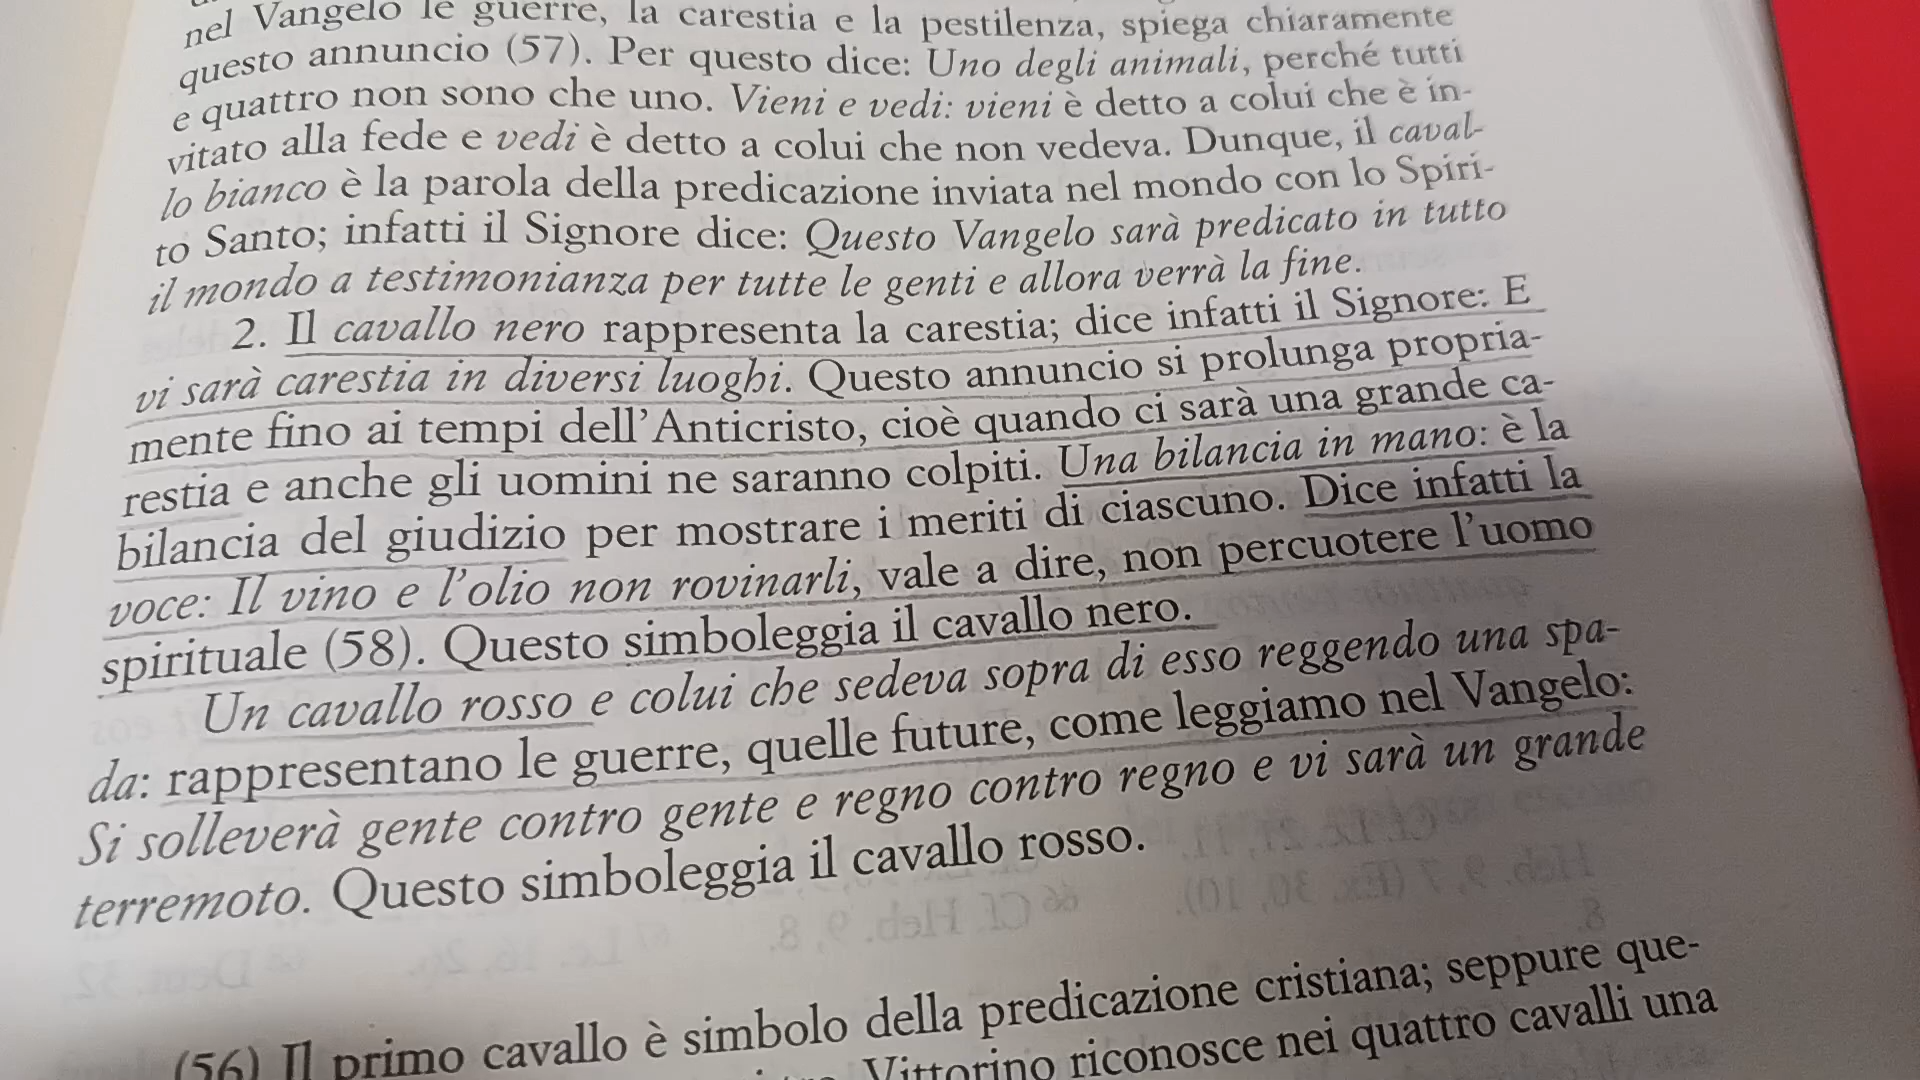 nel Vangelo le guerre, la carestia e la pestilenza, spiega chiaramente
questo annuncio (57). Per questo dice: Uno degli animali, perché tutti
e quattro non sono che uno. Vieni e vedi: vieni è detto a colui che è in-
vitato alla fede e vedi è detto a colui che non vedeva. Dunque, il caval-
lo bianco è la parola della predicazione inviata nel mondo con lo Spiri-
to Santo; infatti il Signore dice: Questo Vangelo sarà predicato in tutto
il mondo a testimonianza per tutte le genti e allora verrà la fine.
2. Il cavallo nero rappresenta la carestia; dice infatti il Signore: E
vi sarà carestia in diversi luoghi. Questo annuncio si prolunga propria-
mente fino ai tempi dell'Anticristo, cioè quando ci sarà una grande ca-
restia e anche gli uomini ne saranno colpiti. Una bilancia in mano: è la
bilancia del giudizio per mostrare i meriti di ciascuno. Dice infatti la
voce: Il vino e l'olio non rovinarli, vale a dire, non percuotere l'uomo
spirituale (58). Questo simboleggia il cavallo nero.
Un cavallo rosso e colui che sedeva sopra di esso reggendo una spa-
da: rappresentano le guerre, quelle future, come leggiamo nel Vangelo:
Si solleverà gente contro gente e regno contro regno e vi sarà un grande
terremoto. Questo simboleggia il cavallo rosso.
(56) Il primo cavallo è simbolo della predicazione cristiana; seppure que-
Vittorino riconosce nei quattro cavalli una